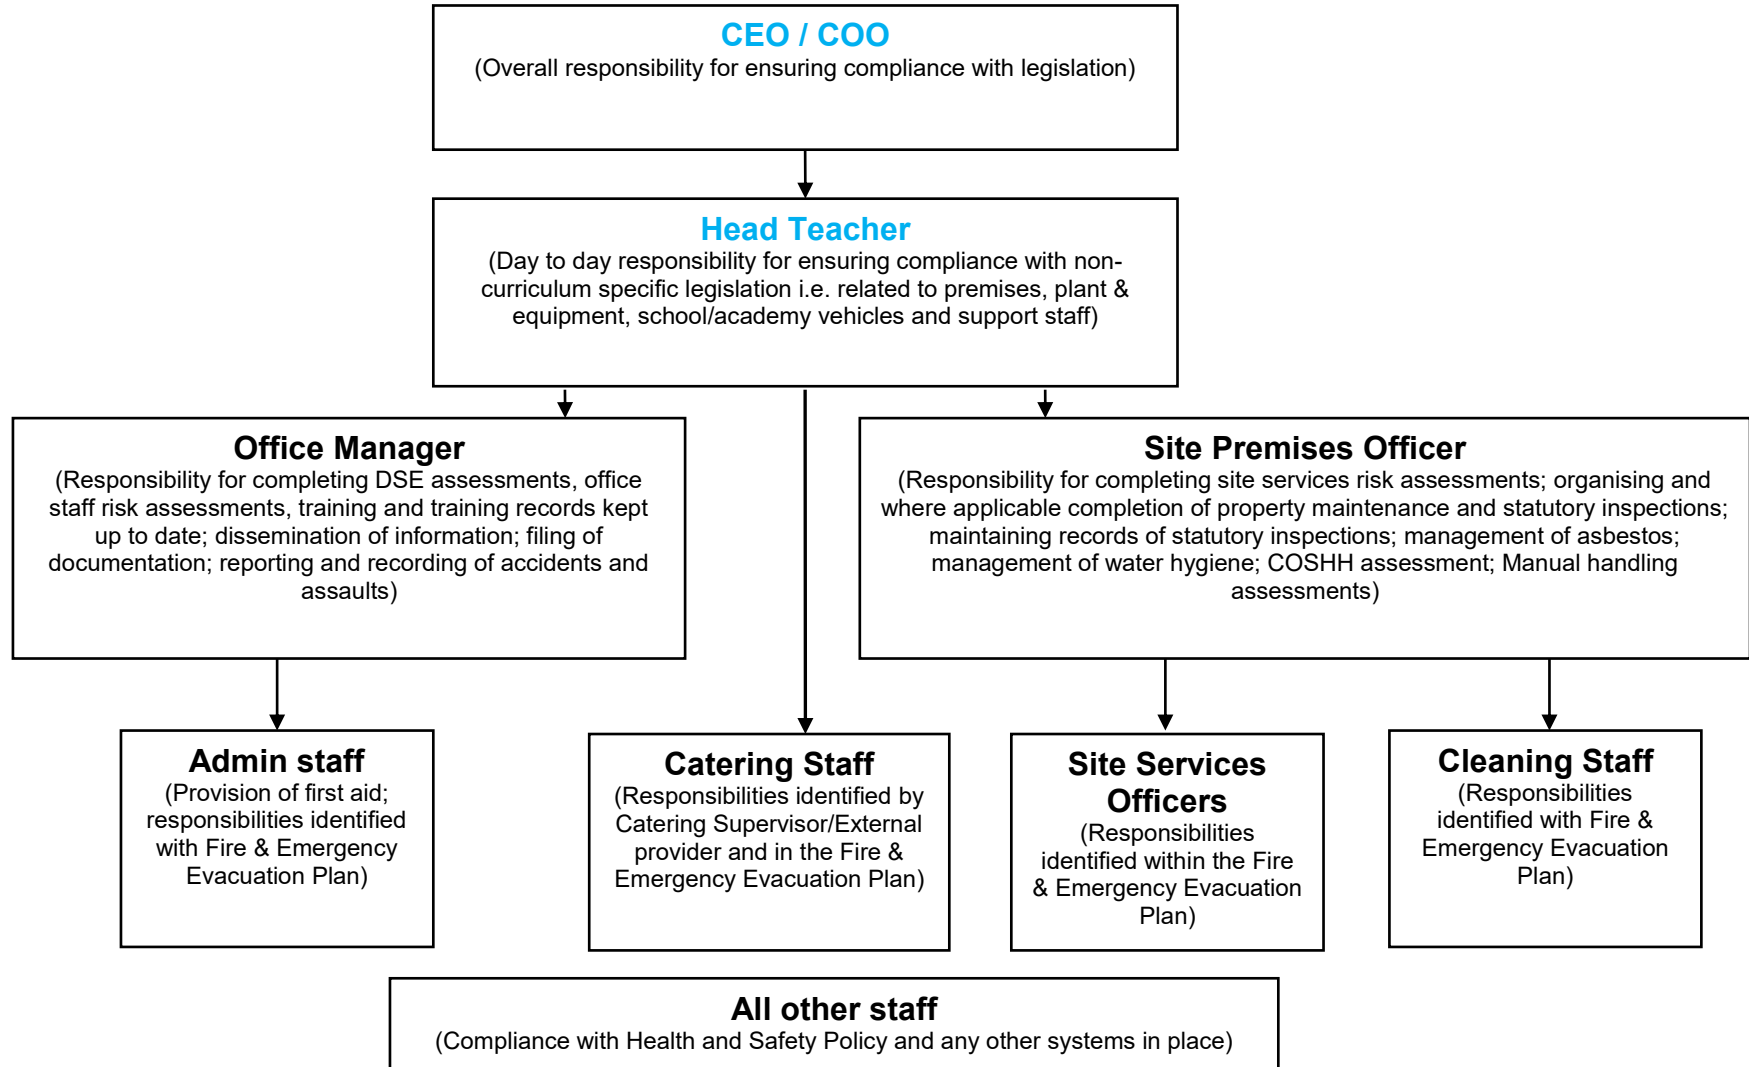 CEO / COO
(Overall responsibility for ensuring compliance with legislation)
Head Teacher
(Day to day responsibility for ensuring compliance with non-
curriculum specific legislation i.e. related to premises, plant &
equipment, school/academy vehicles and support staff)
Office Manager
(Responsibility for completing DSE assessments, office
staff risk assessments, training and training records kept
up to date; dissemination of information; filing of
documentation; reporting and recording of accidents and
assaults)
Site Premises Officer
(Responsibility for completing site services risk assessments; organising and
where applicable completion of property maintenance and statutory inspections;
maintaining records of statutory inspections; management of asbestos;
management of water hygiene; COSHH assessment; Manual handling
assessments)
Admin staff
(Provision of first aid;
responsibilities identified
with Fire & Emergency
Evacuation Plan)
Catering Staff
(Responsibilities identified by
Catering Supervisor/External
provider and in the Fire &
Emergency Evacuation Plan)
Site Services
Officers
(Responsibilities
identified within the Fire
& Emergency Evacuation
Plan)
Cleaning Staff
(Responsibilities
identified with Fire &
Emergency Evacuation
Plan)
All other staff
(Compliance with Health and Safety Policy and any other systems in place)